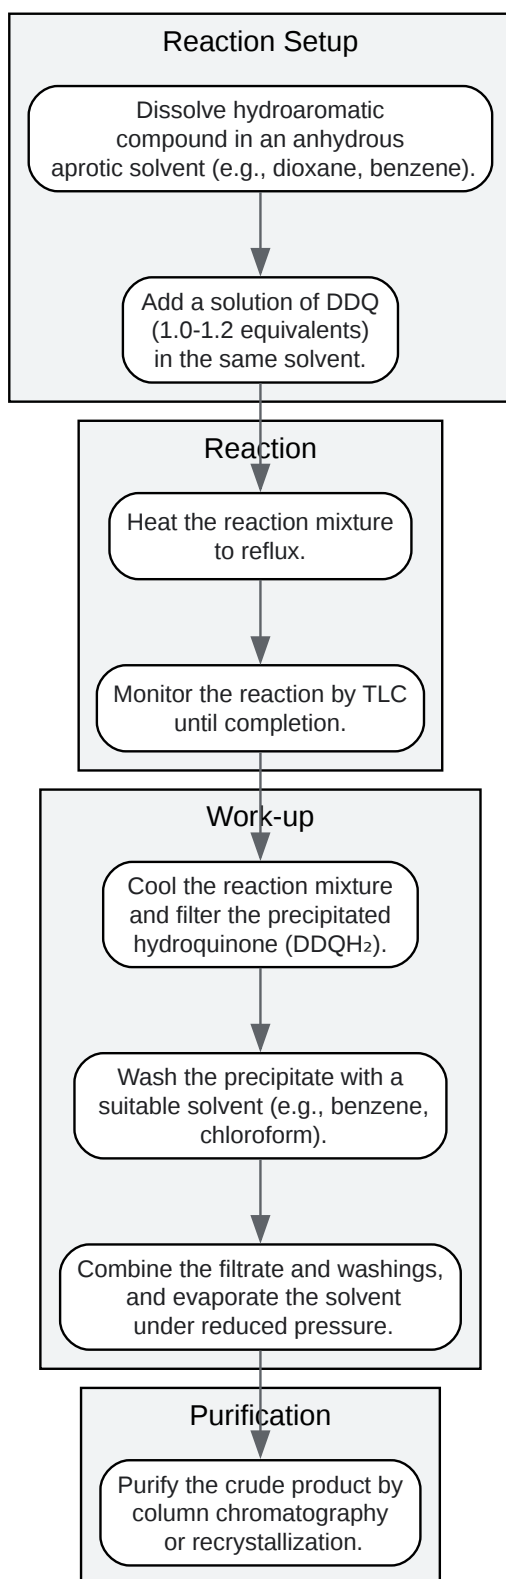 Reaction Setup
Dissolve hydroaromatic
compound in an anhydrous
aprotic solvent (e.g., dioxane, benzene).
Add a solution of DDQ
(1.0-1.2 equivalents)
in the same solvent.
Reaction
Heat the reaction mixture
to reflux.
Monitor the reaction by TLC
until completion.
Work-up
Cool the reaction mixture
and filter the precipitated
hydroquinone (DDQH₂).
Wash the precipitate with a
suitable solvent (e.g., benzene,
chloroform).
Combine the filtrate and washings,
and evaporate the solvent
under reduced pressure.
Purification
Purify the crude product by
column chromatography
or recrystallization.